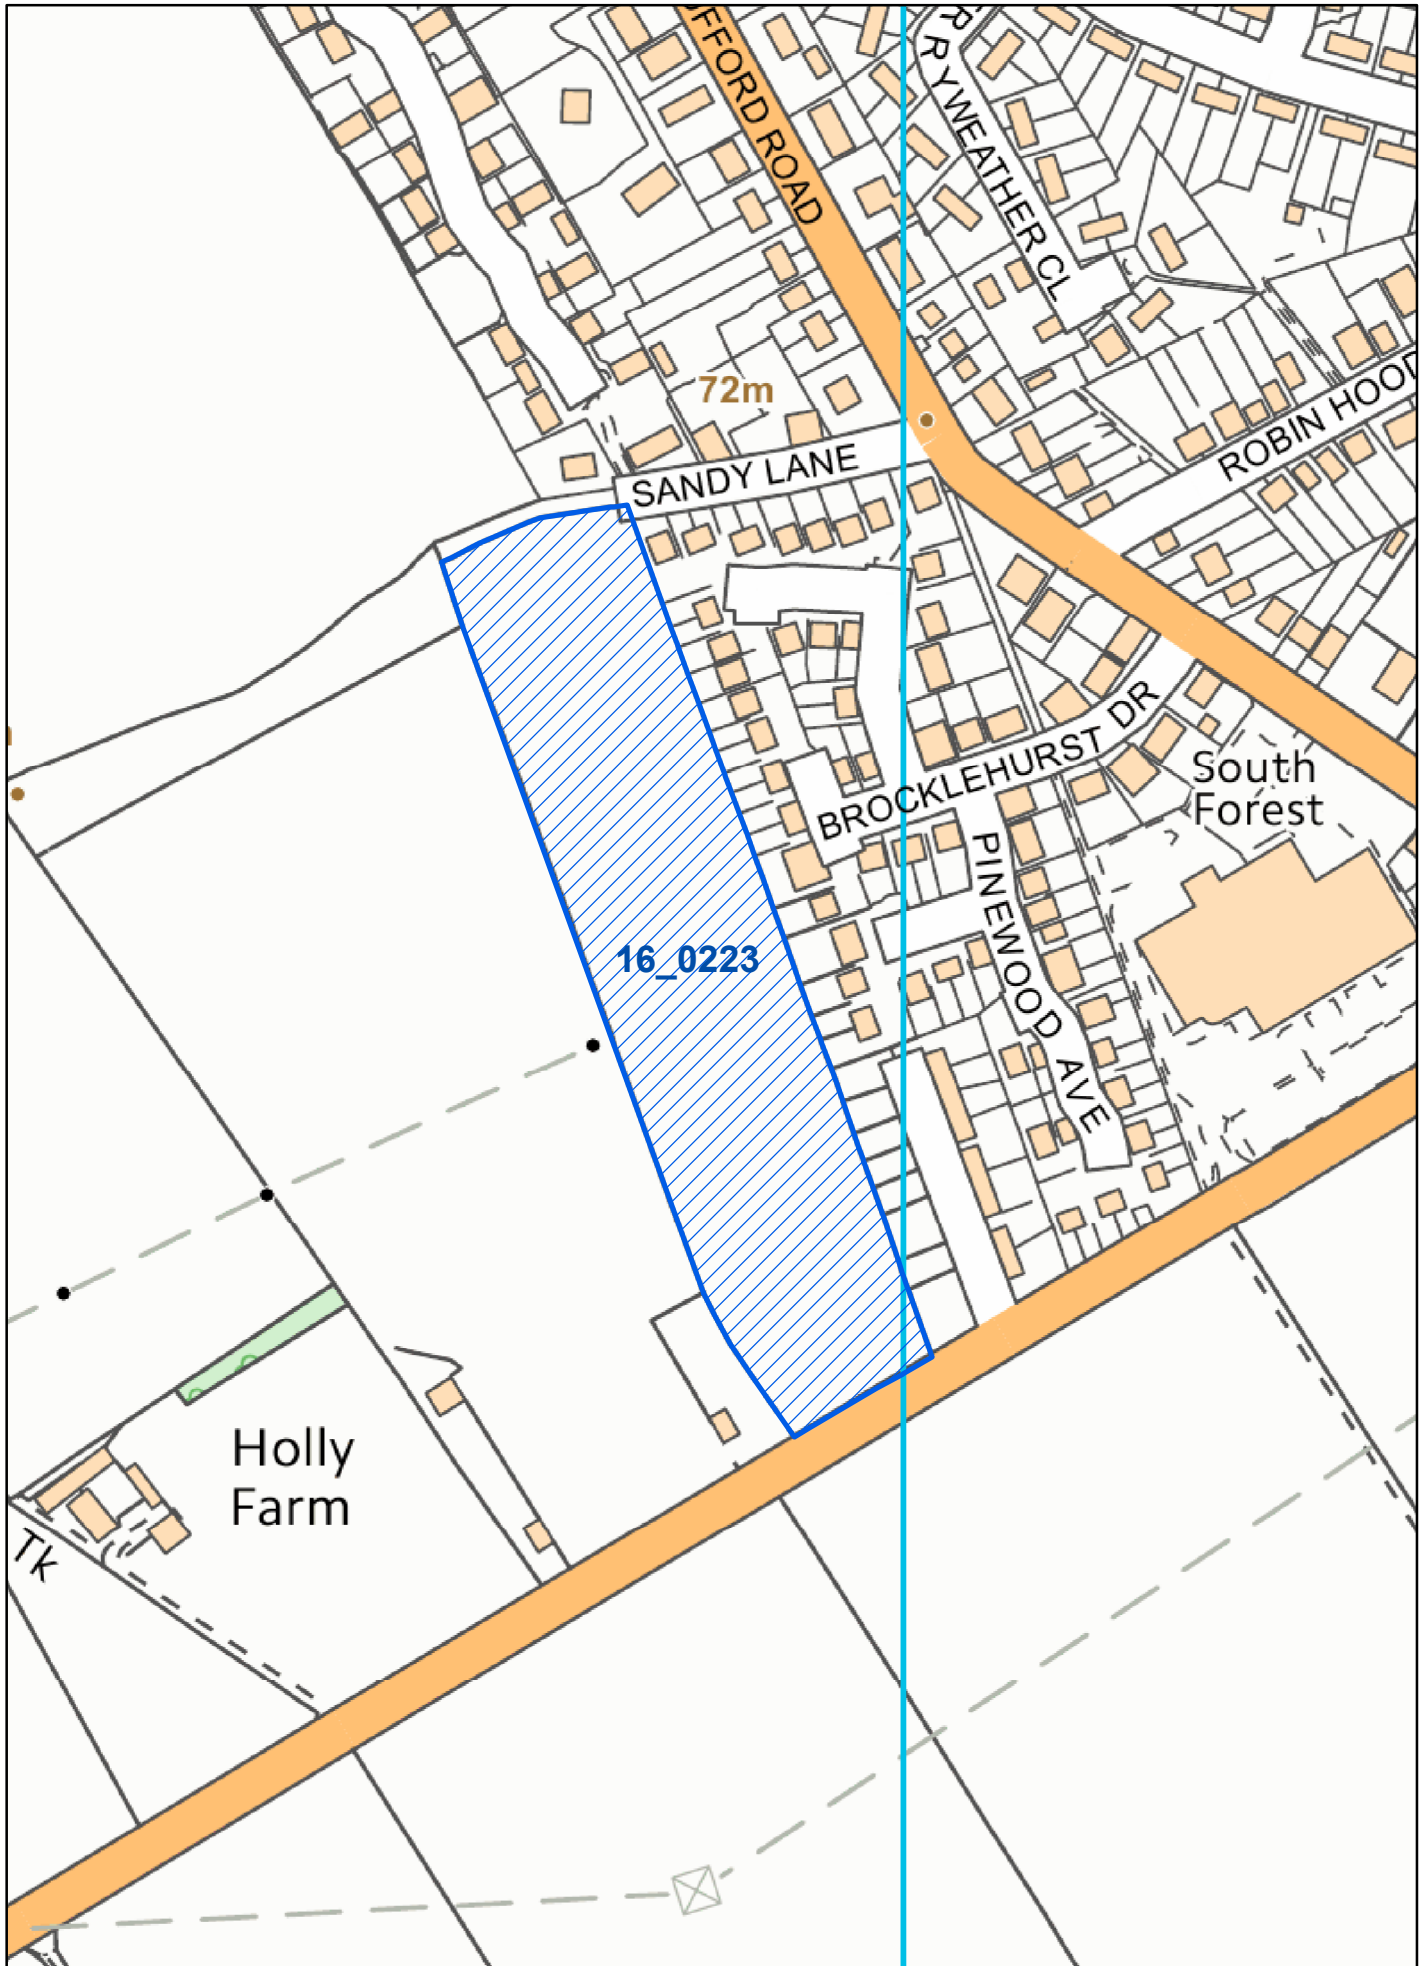 FFORD ROAD
RYWEATHER CL
72m
SANDY LANE
ROBIN HOOD
BROCKLEHURST DR
South
Forest
PINEWOOD AVE
16_0223
Holly
Farm
Tk